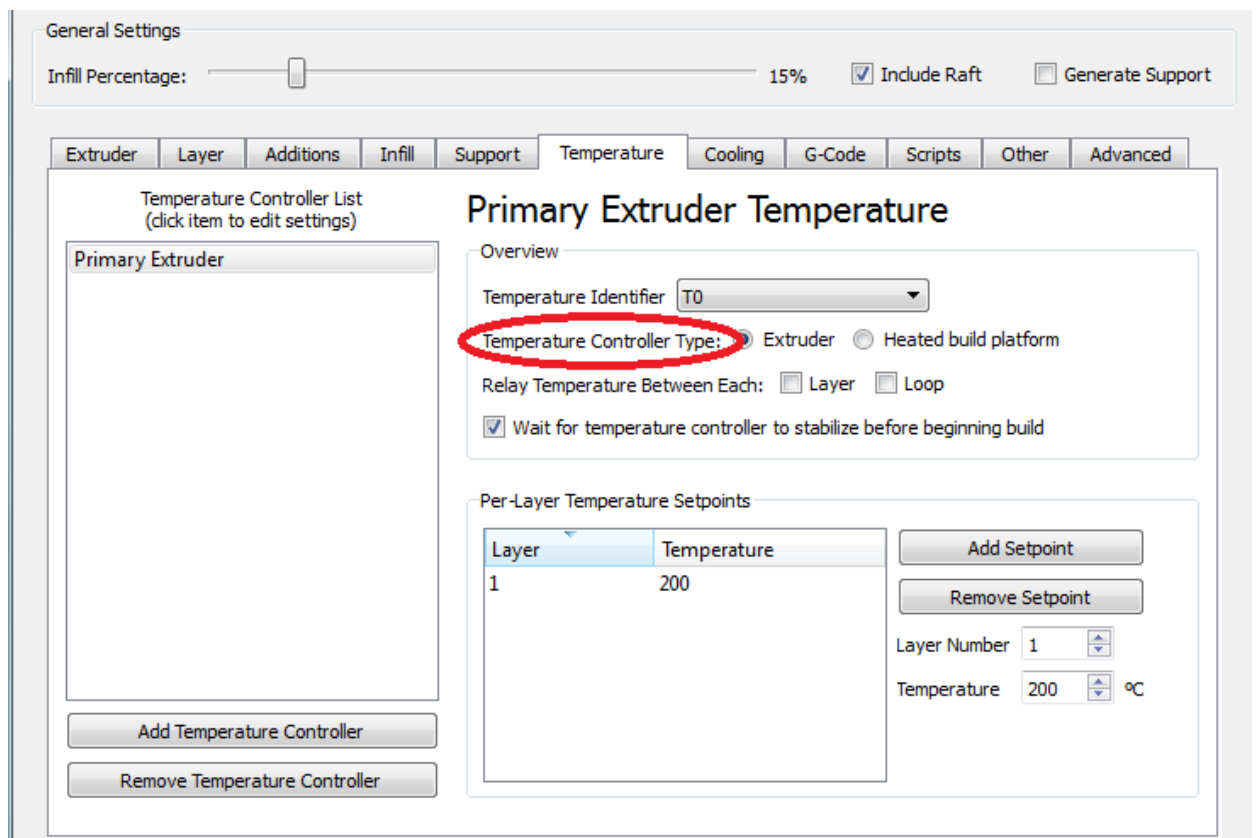 General Settings
Infill Percentage: 15% Include Raft Generate Support
Extruder Layer Additions Infill Support Temperature Cooling G-Code Scripts Other Advanced
Temperature Controller List
(click item to edit settings)
Primary Extruder
Add Temperature Controller
Remove Temperature Controller
Primary Extruder Temperature
Overview
Temperature Identifier T0
Temperature Controller Type: Extruder Heated build platform
Relay Temperature Between Each: Layer Loop
Wait for temperature controller to stabilize before beginning build
Per-Layer Temperature Setpoints
Layer Temperature
1 200
Add Setpoint
Remove Setpoint
Layer Number 1
Temperature 200 ºC